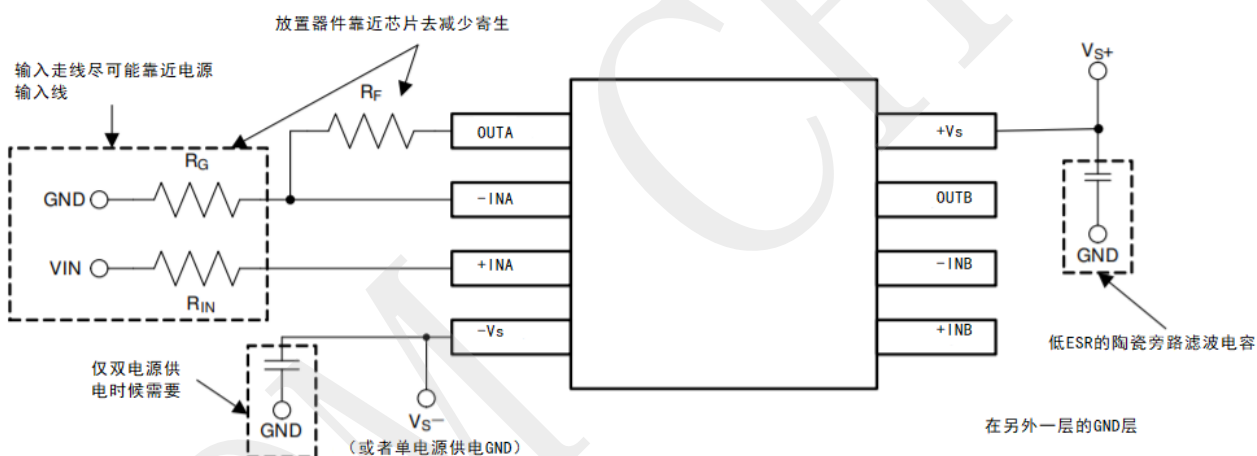 放置器件靠近芯片去减少寄生
输入走线尽可能靠近电源
输入线
RF
RG
GND
VIN
RIN
OUTA
-INA
+INA
-Vs
+Vs
OUTB
-INB
+INB
VS+
GND
低ESR的陶瓷旁路滤波电容
仅双电源供
电时候需要
GND
VS-
(或者单电源供电GND)
在另外一层的GND层